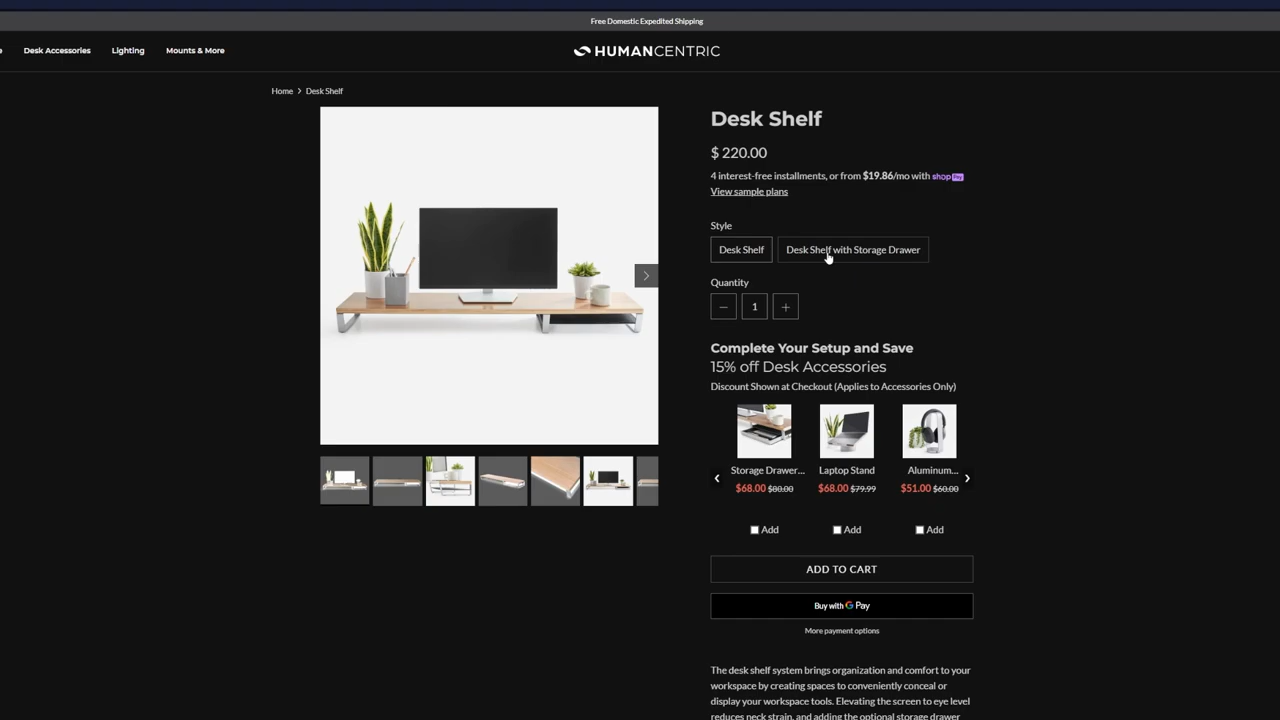 Free Domestic Expedited Shipping
Desk Accessories
Lighting
Mounts & More
HUMANCENTRIC
Home > Desk Shelf
Desk Shelf
$ 220.00
4 interest-free installments, or from $19.86/mo with shop Pay
View sample plans
Style
Desk Shelf
Desk Shelf with Storage Drawer
Quantity
1
Complete Your Setup and Save
15% off Desk Accessories
Discount Shown at Checkout (Applies to Accessories Only)
Storage Drawer...
Laptop Stand
Aluminum...
$68.00 $80.00
$68.00 $79.99
$51.00 $60.00
Add
Add
Add
ADD TO CART
Buy with G Pay
More payment options
The desk shelf system brings organization and comfort to your
workspace by creating spaces to conveniently conceal or
display your workspace tools. Elevating the screen to eye level
reduces neck strain, and adding the optional storage drawer